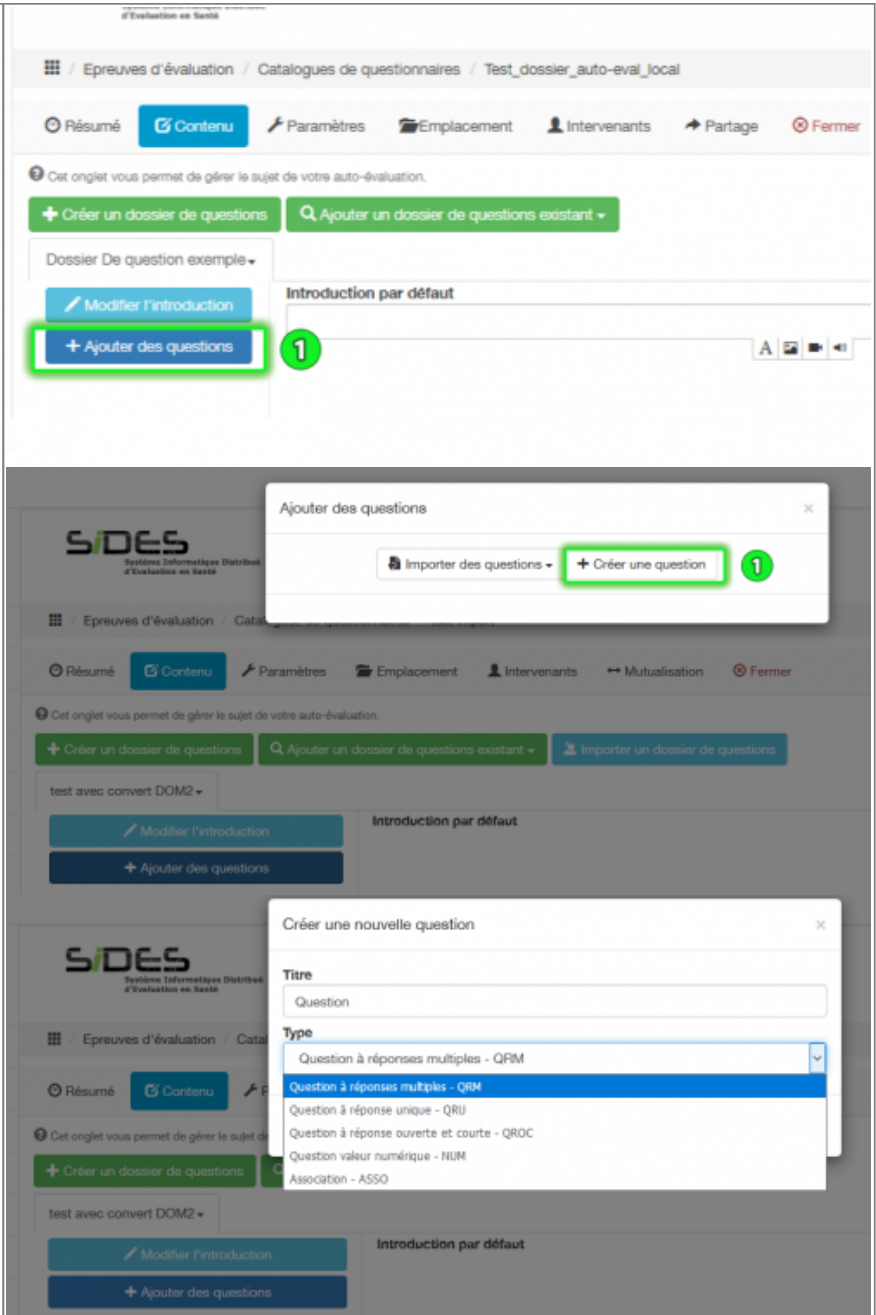 d'Evaluation en Santé
/ Epreuves d'évaluation / Catalogues de questionnaires / Test_dossier_auto-eval_local
Résumé Contenu Paramètres Emplacement Intervenants Partage Fermer
Cet onglet vous permet de gérer le sujet de votre auto-évaluation.
+ Créer un dossier de questions Ajouter un dossier de questions existant
Dossier De question exemple
Modifier l'introduction
Introduction par défaut
+ Ajouter des questions 1
A
Ajouter des questions ×
SiDES
Système Informatique Distribué
d'Evaluation en Santé
Importer des questions + Créer une question 1
/ Epreuves d'évaluation /
Résumé Contenu Paramètres Emplacement Intervenants Mutualisation Fermer
Cet onglet vous permet de gérer le sujet de votre auto-évaluation.
+ Créer un dossier de questions Ajouter un dossier de questions existant Importer un dossier de questions
test avec convert DOM2
Modifier l'introduction
Introduction par défaut
+ Ajouter des questions
Créer une nouvelle question ×
SiDES
Système Informatique Distribué
d'Evaluation en Santé
Titre
Question
/ Epreuves d'évaluation / Catal
Type
Question à réponses multiples - QRM
Résumé Contenu P
Question à réponses multiples - QRM
Question à réponse unique - QRU
Question à réponse ouverte et courte - QROC
Question valeur numérique - NUM
Association - ASSO
Cet onglet vous permet de gérer le sujet de
+ Créer un dossier de questions
test avec convert DOM2
Modifier l'introduction
Introduction par défaut
+ Ajouter des questions